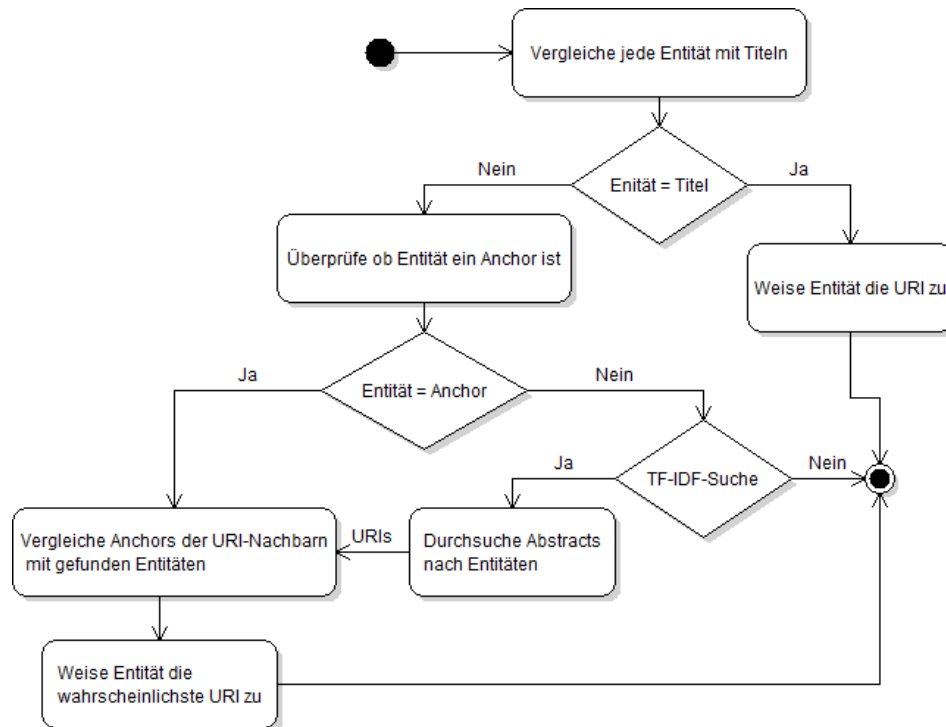 Vergleiche jede Entität mit Titeln
Nein
Enität = Titel
Ja
Überprüfe ob Entität ein Anchor ist
Weise Entität die URI zu
Ja
Entität = Anchor
Nein
Ja
TF-IDF-Suche
Nein
Vergleiche Anchors der URI-Nachbarn
mit gefunden Entitäten
URIs
Durchsuche Abstracts
nach Entitäten
Weise Entität die
wahrscheinlichste URI zu